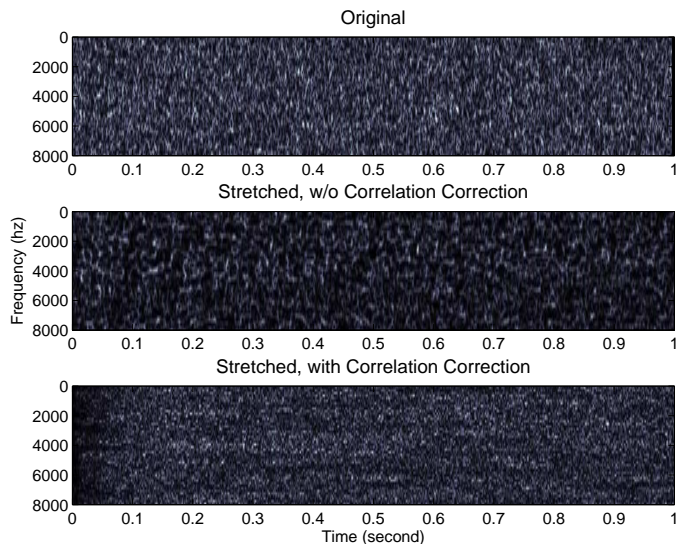 Original
0
2000
4000
6000
8000
0 0.1 0.2 0.3 0.4 0.5 0.6 0.7 0.8 0.9 1
Stretched, w/o Correlation Correction
Frequency (hz)
0
2000
4000
6000
8000
0 0.1 0.2 0.3 0.4 0.5 0.6 0.7 0.8 0.9 1
Stretched, with Correlation Correction
0
2000
4000
6000
8000
0 0.1 0.2 0.3 0.4 0.5 0.6 0.7 0.8 0.9 1
Time (second)